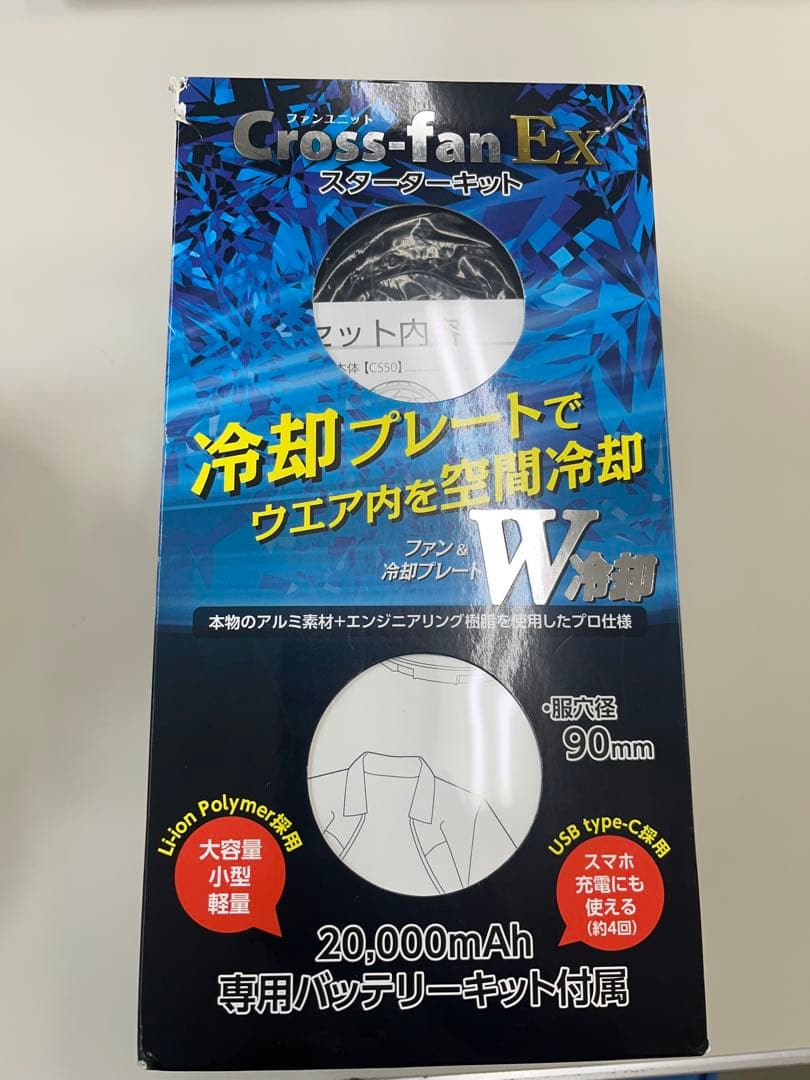 ファンユニット
Cross-fan Ex
スターターキット
セット内容
本体【CS50】
冷却プレートで
ウエア内を空間冷却
ファン&
冷却プレート
W冷却
本物のアルミ素材+エンジニアリング樹脂を使用したプロ仕様
・服穴径
90mm
Li-ion Polymer採用
大容量
小型
軽量
USB type-C採用
スマホ
充電にも
使える
(約4回)
20,000mAh
専用バッテリーキット付属